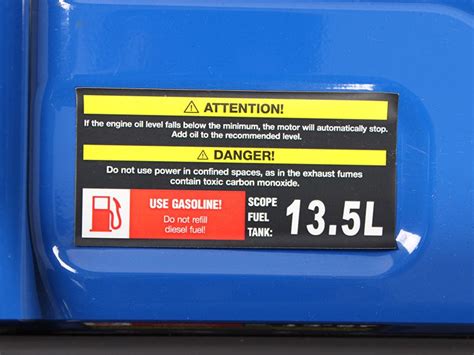 ⚠ ATTENTION!
If the engine oil level falls below the minimum, the motor will automatically stop.
Add oil to the recommended level.
⚠ DANGER!
Do not use power in confined spaces, as in the exhaust fumes
contain toxic carbon monoxide.
USE GASOLINE!
Do not refill
diesel fuel!
SCOPE
FUEL
TANK:
13.5L